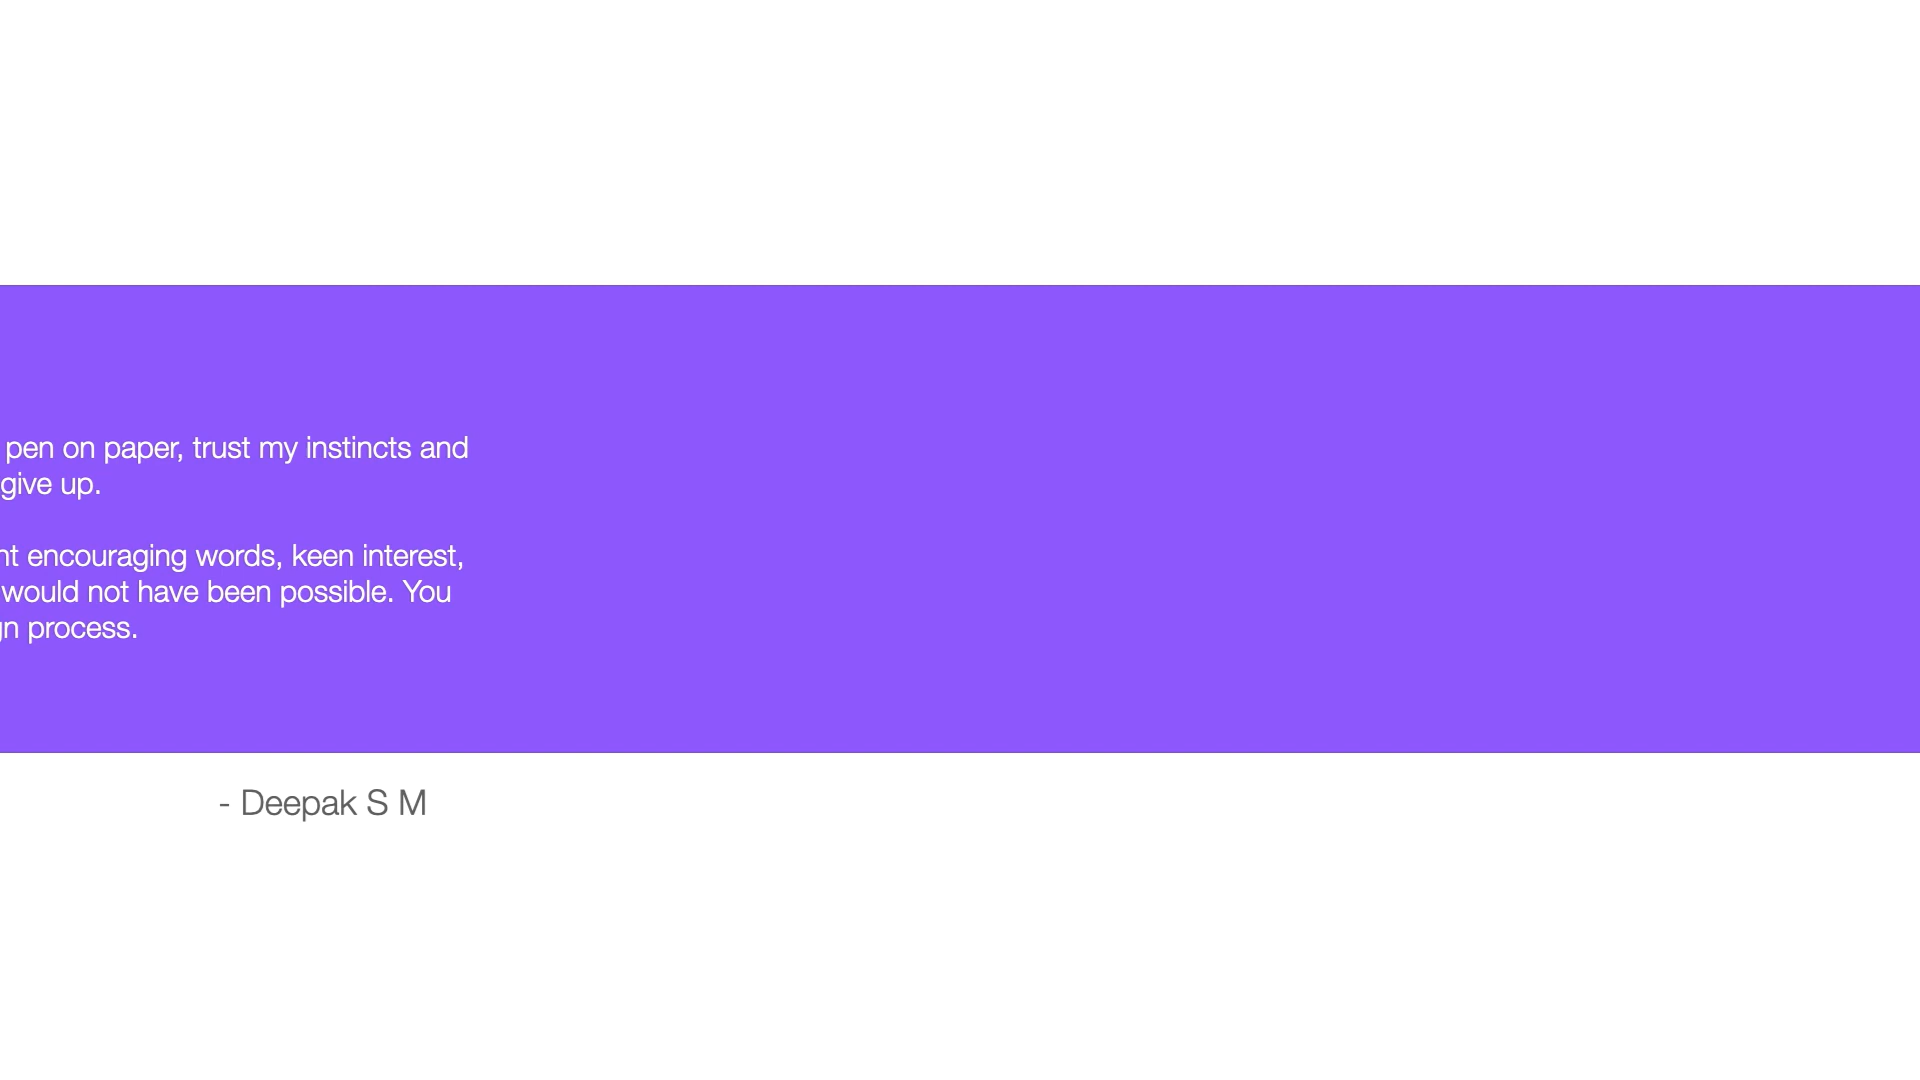 pen on paper, trust my instincts and
give up.
encouraging words, keen interest,
would not have been possible. You
process.
- Deepak S M